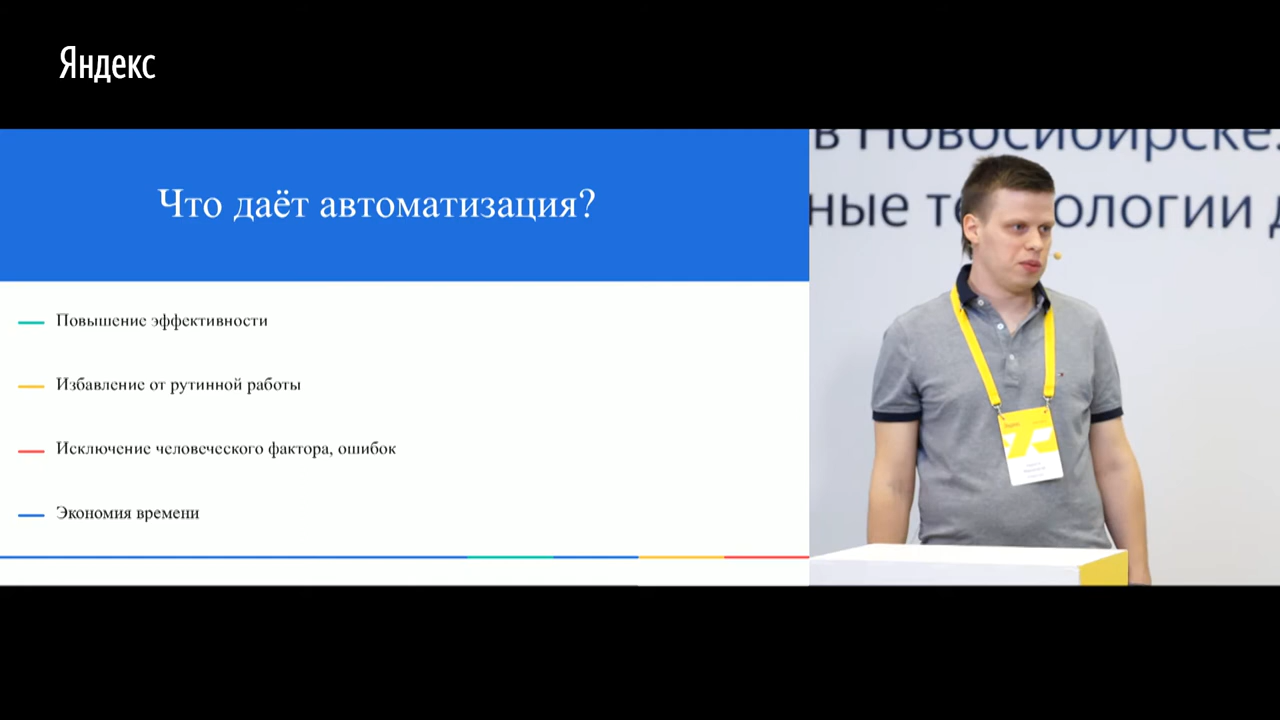 Яндекс
Что даёт автоматизация?
Повышение эффективности
Избавление от рутинной работы
Исключение человеческого фактора, ошибок
Экономия времени
в Новосибирске.
ные
ологии